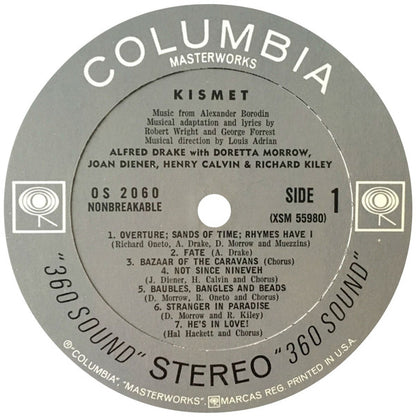 COLUMBIA
MASTERWORKS
KISMET
Music from Alexander Borodin
Musical adaptation and lyrics by
Robert Wright and George Forrest
Musical direction by Louis Adrian
ALFRED DRAKE with DORETTA MORROW,
JOAN DIENER, HENRY CALVIN & RICHARD KILEY
OS 2060
NONBREAKABLE
SIDE 1
(XSM 55980)
1. OVERTURE; SANDS OF TIME; RHYMES HAVE I
(Richard Oneto, A. Drake, D. Morrow and Muezzins)
2. FATE (A. Drake)
3. BAZAAR OF THE CARAVANS (Chorus)
4. NOT SINCE NINEVEH
(J. Diener, H. Calvin and Chorus)
5. BAUBLES, BANGLES AND BEADS
(D. Morrow, R. Oneto and Chorus)
6. STRANGER IN PARADISE
(D. Morrow and R. Kiley)
7. HE'S IN LOVE!
(Hal Hackett and Chorus)
"360 SOUND" STEREO "360 SOUND"
® "COLUMBIA", "MASTERWORKS", MARCAS REG. PRINTED IN U.S.A.